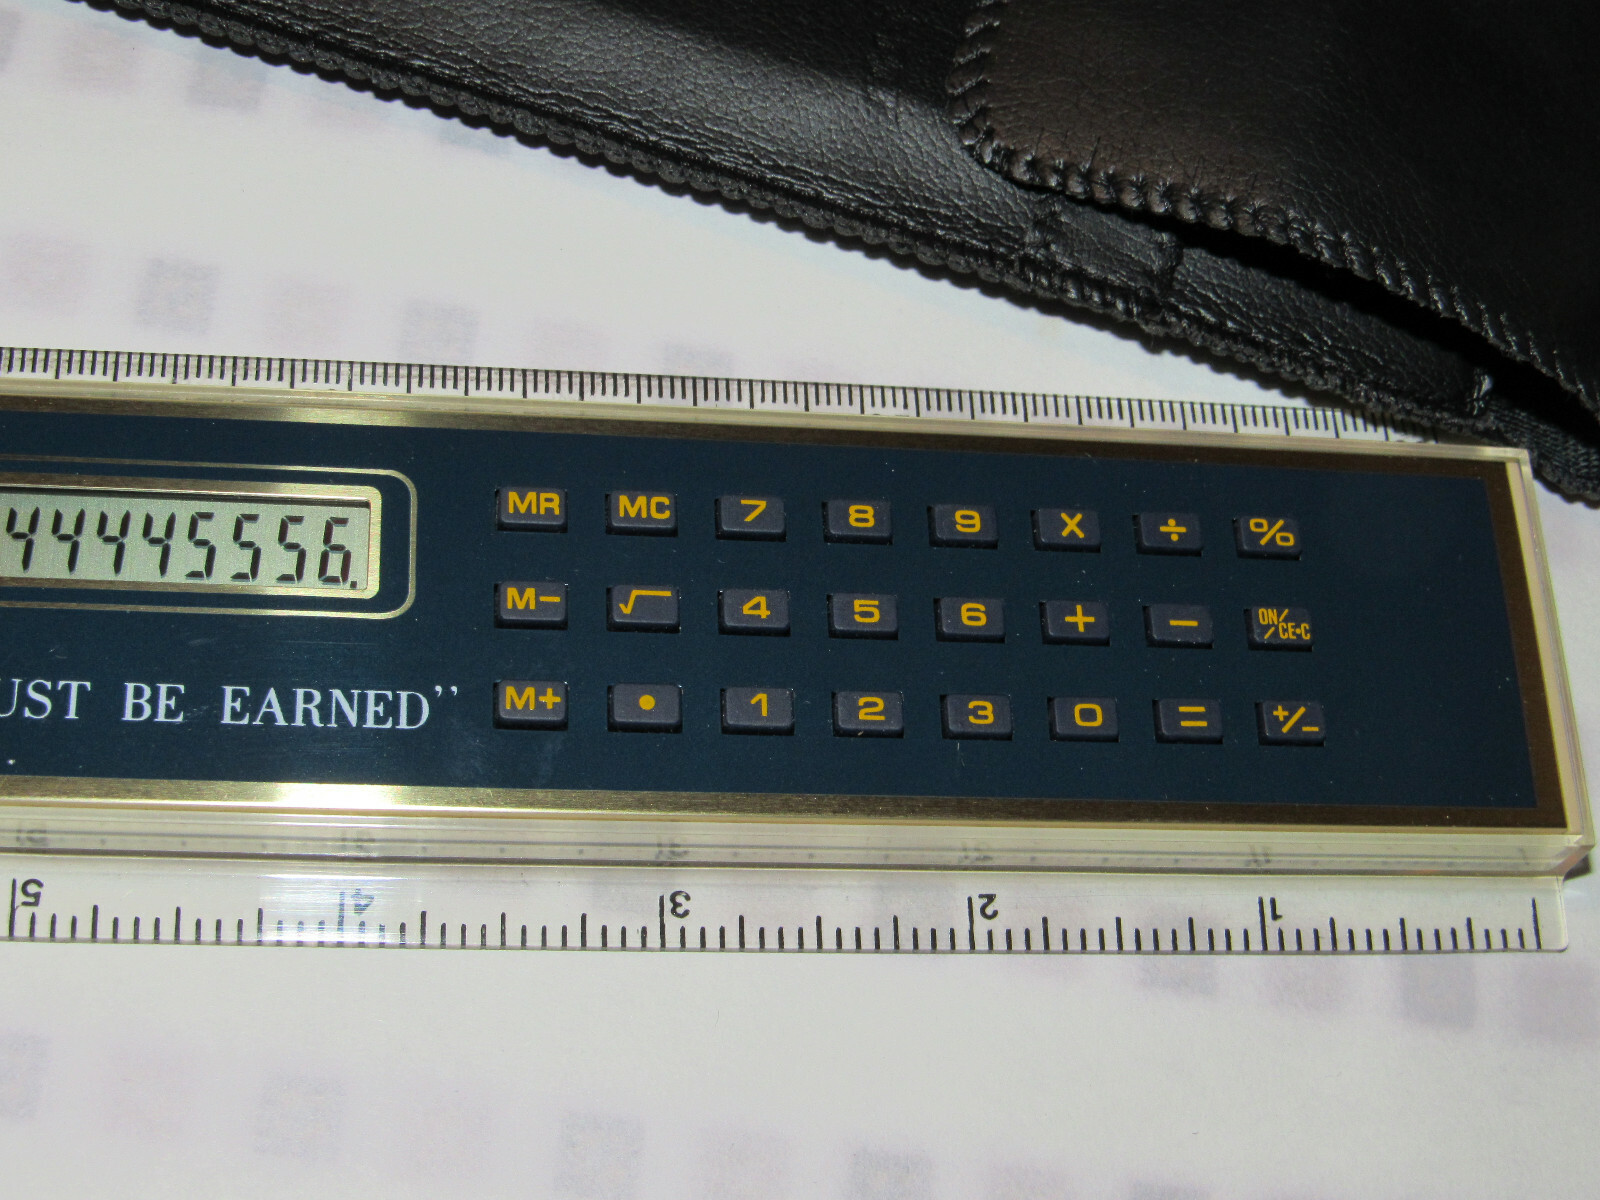 44445556.
MR MC 7 8 9 X ÷ %
M− √ 4 5 6 + − ON/CE•C
UST BE EARNED”
M+ • 1 2 3 0 = +/−
5 4 3 2 1